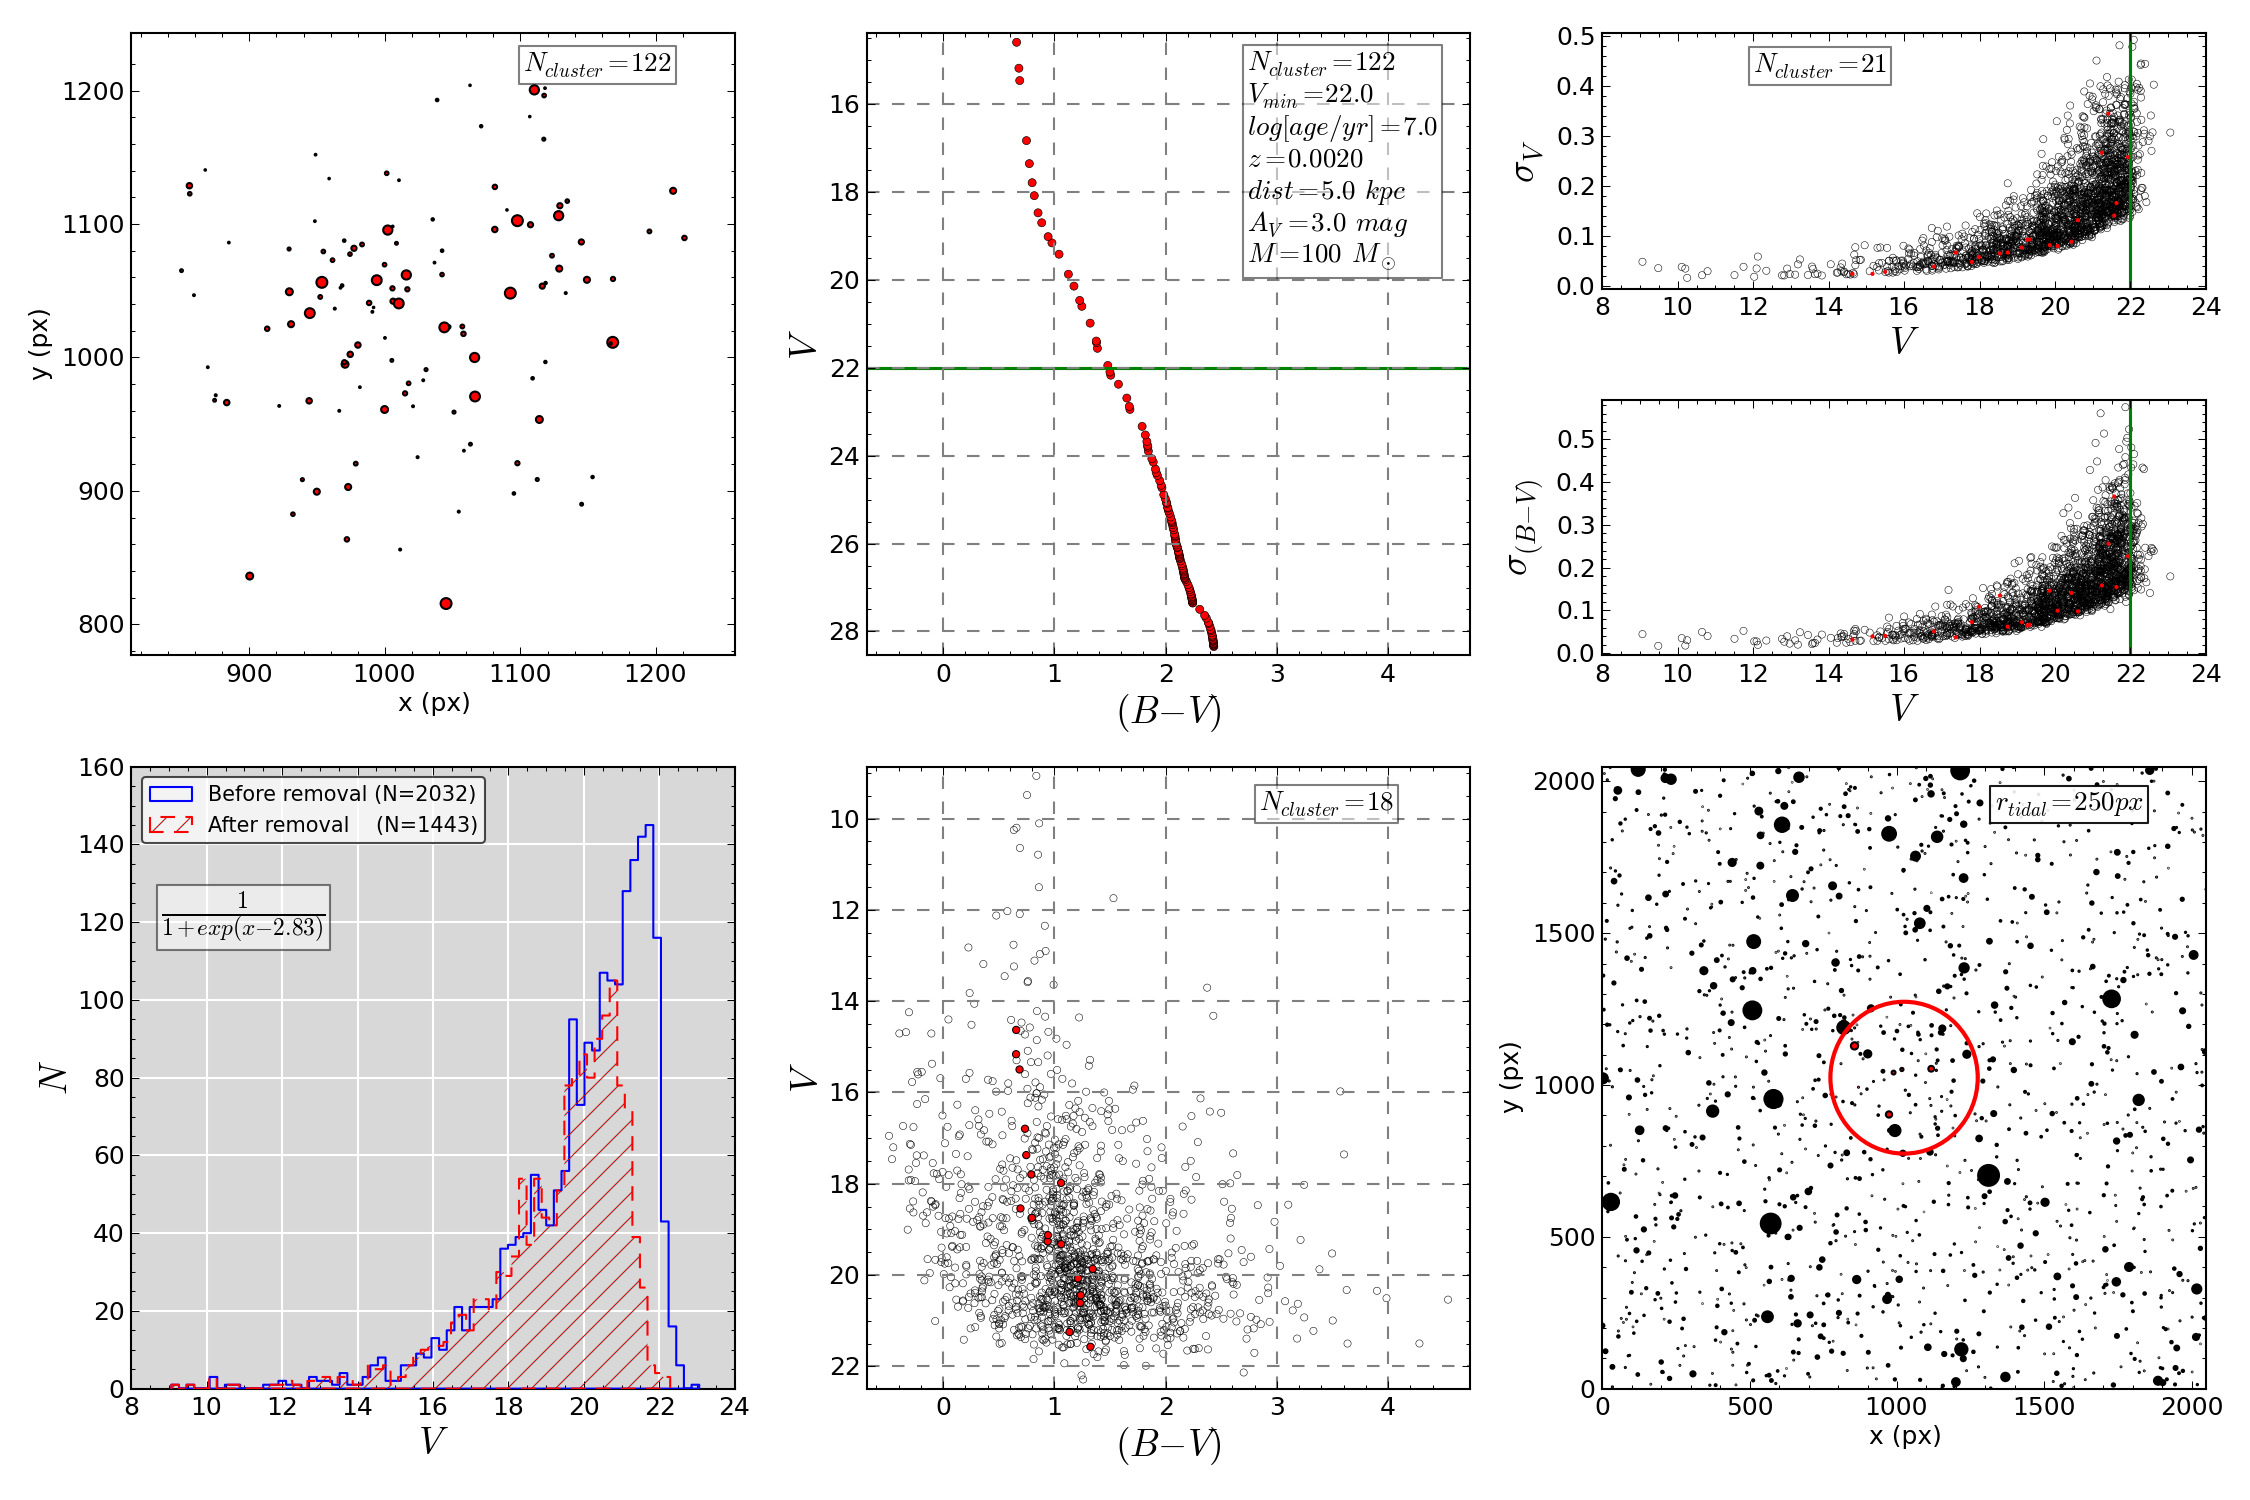 N_cluster=122
1200
1100
1000
900
800
y (px)
900 1000 1100 1200
x (px)
N_cluster=122
V_min=22.0
log[age/yr]=7.0
z=0.0020
dist=5.0 kpc
A_V=3.0 mag
M=100 M_⊙
16
18
20
22
24
26
28
V
0 1 2 3 4
(B−V)
N_cluster=21
0.5
0.4
0.3
0.2
0.1
0.0
σ_V
8 10 12 14 16 18 20 22 24
V
0.5
0.4
0.3
0.2
0.1
0.0
σ_(B−V)
8 10 12 14 16 18 20 22 24
V
160
140
120
100
80
60
40
20
0
N
Before removal (N=2032)
After removal (N=1443)
1
1+exp(x−2.83)
8 10 12 14 16 18 20 22 24
V
N_cluster=18
10
12
14
16
18
20
22
V
0 1 2 3 4
(B−V)
r_tidal=250px
2000
1500
1000
500
0
y (px)
0 500 1000 1500 2000
x (px)